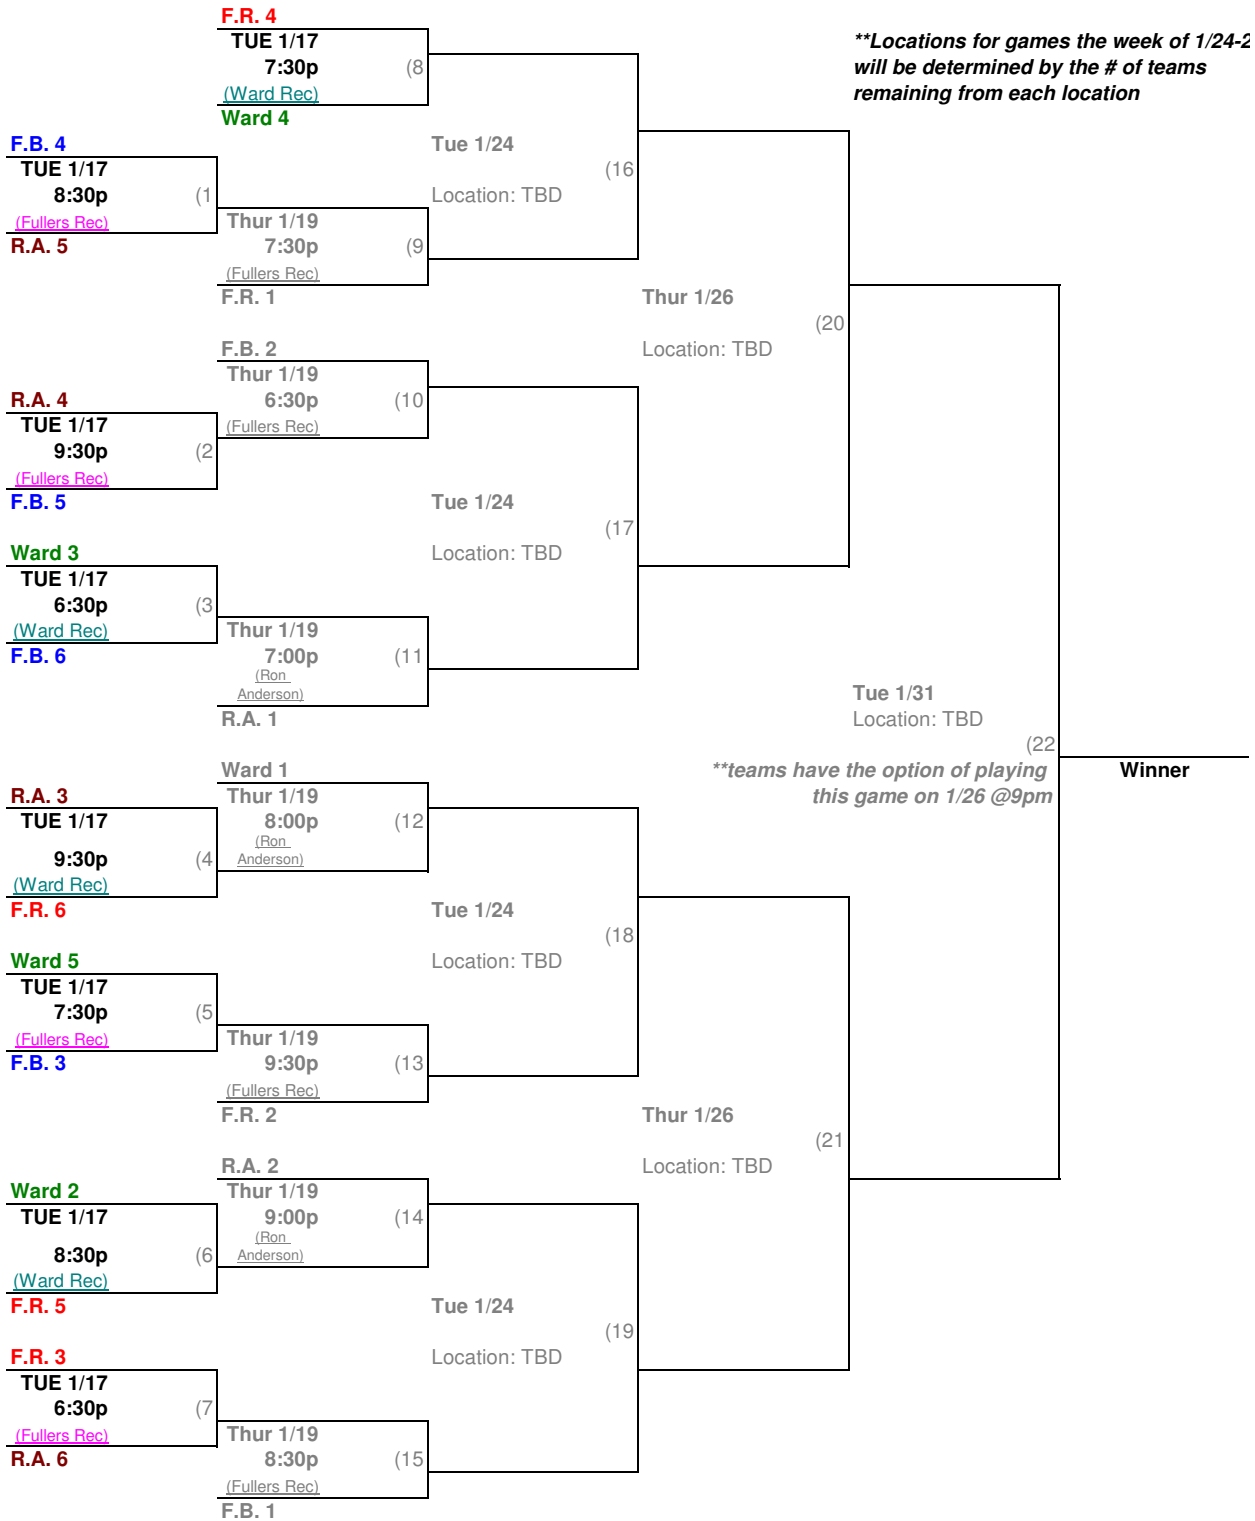 F.R. 4
TUE 1/17
7:30p (8
(Ward Rec)
Ward 4
**Locations for games the week of 1/24-2
will be determined by the # of teams
remaining from each location
F.B. 4
TUE 1/17
8:30p (1
(Fullers Rec)
R.A. 5
Tue 1/24
(16
Location: TBD
Thur 1/19
7:30p (9
(Fullers Rec)
F.R. 1
Thur 1/26
(20
Location: TBD
F.B. 2
Thur 1/19
6:30p (10
(Fullers Rec)
R.A. 4
TUE 1/17
9:30p (2
(Fullers Rec)
F.B. 5
Tue 1/24
(17
Location: TBD
Ward 3
TUE 1/17
6:30p (3
(Ward Rec)
F.B. 6
Thur 1/19
7:00p (11
(Ron
Anderson)
R.A. 1
Tue 1/31
Location: TBD
(22
**teams have the option of playing
this game on 1/26 @9pm
Winner
Ward 1
Thur 1/19
8:00p (12
(Ron
Anderson)
R.A. 3
TUE 1/17
9:30p (4
(Ward Rec)
F.R. 6
Tue 1/24
(18
Location: TBD
Ward 5
TUE 1/17
7:30p (5
(Fullers Rec)
F.B. 3
Thur 1/19
9:30p (13
(Fullers Rec)
F.R. 2
Thur 1/26
(21
Location: TBD
R.A. 2
Thur 1/19
9:00p (14
(Ron
Anderson)
Ward 2
TUE 1/17
8:30p (6
(Ward Rec)
F.R. 5
Tue 1/24
(19
Location: TBD
F.R. 3
TUE 1/17
6:30p (7
(Fullers Rec)
R.A. 6
Thur 1/19
8:30p (15
(Fullers Rec)
F.B. 1